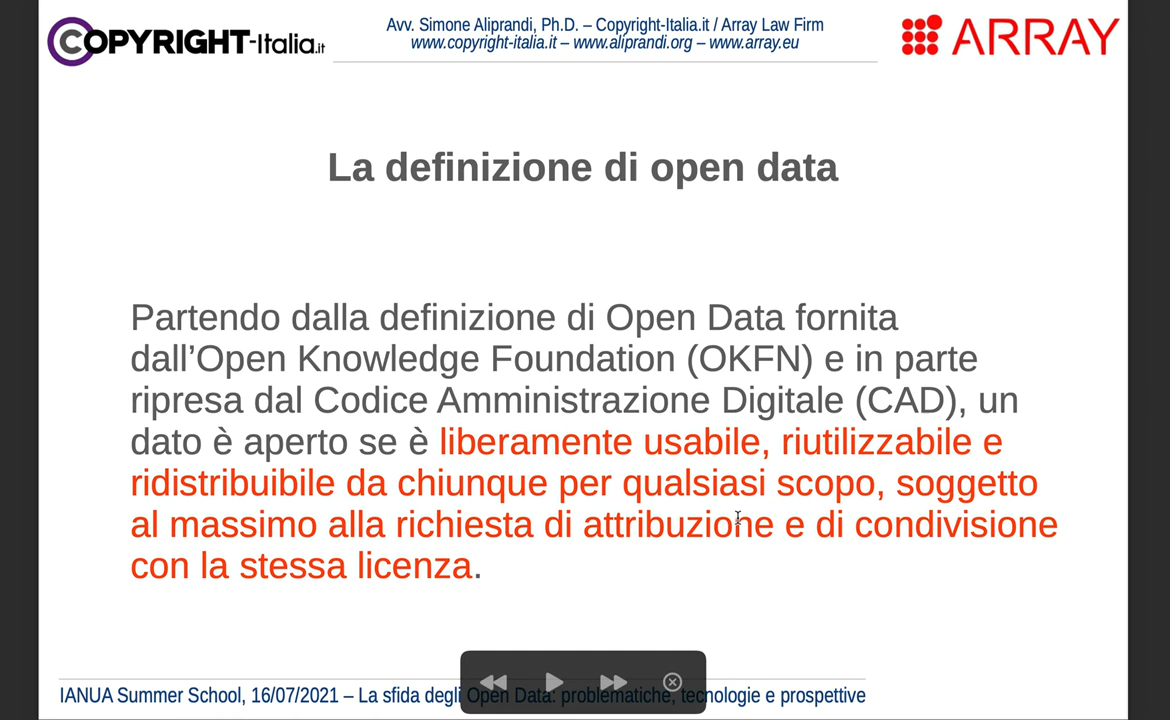 COPYRIGHT-Italia.it
Avv. Simone Aliprandi, Ph.D. – Copyright-Italia.it / Array Law Firm
www.copyright-italia.it – www.aliprandi.org – www.array.eu
ARRAY
La definizione di open data
Partendo dalla definizione di Open Data fornita
dall’Open Knowledge Foundation (OKFN) e in parte
ripresa dal Codice Amministrazione Digitale (CAD), un
dato è aperto se è liberamente usabile, riutilizzabile e
ridistribuibile da chiunque per qualsiasi scopo, soggetto
al massimo alla richiesta di attribuzione e di condivisione
con la stessa licenza.
IANUA Summer School, 16/07/2021 – La sfida degli Open Data: problematiche, tecnologie e prospettive